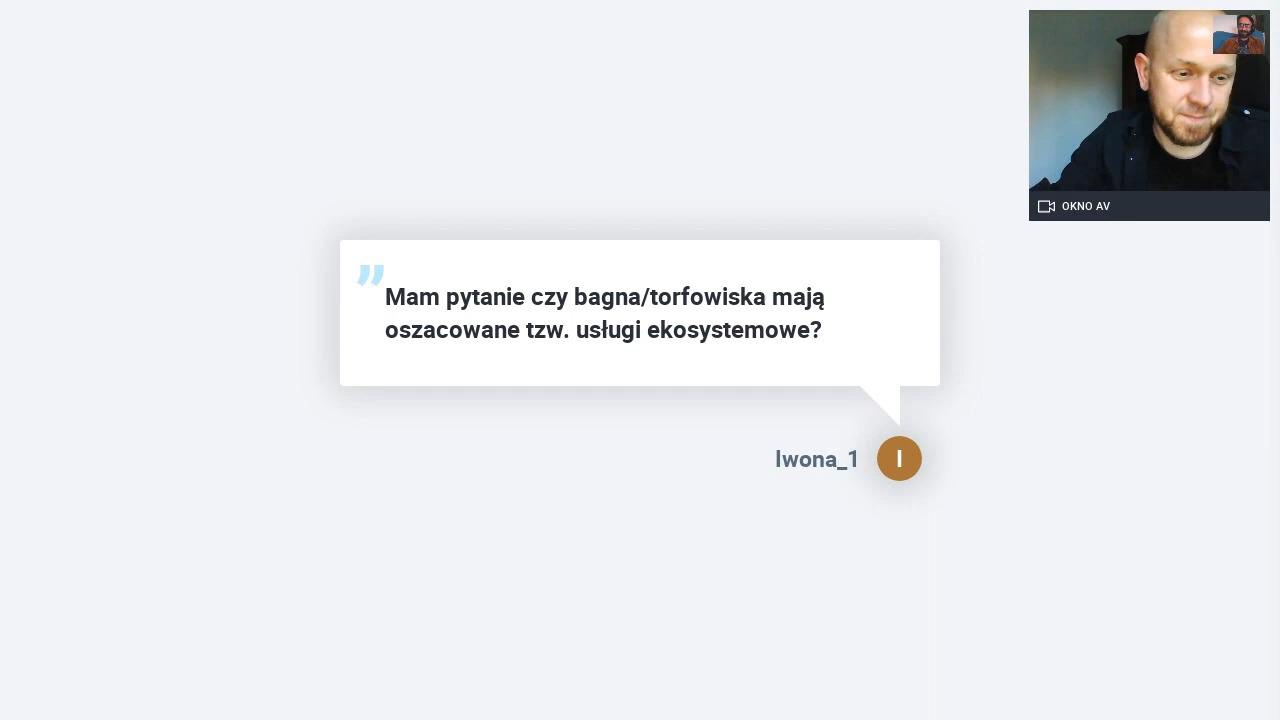 OKNO AV
” Mam pytanie czy bagna/torfowiska mają
oszacowane tzw. usługi ekosystemowe?
Iwona_1
I